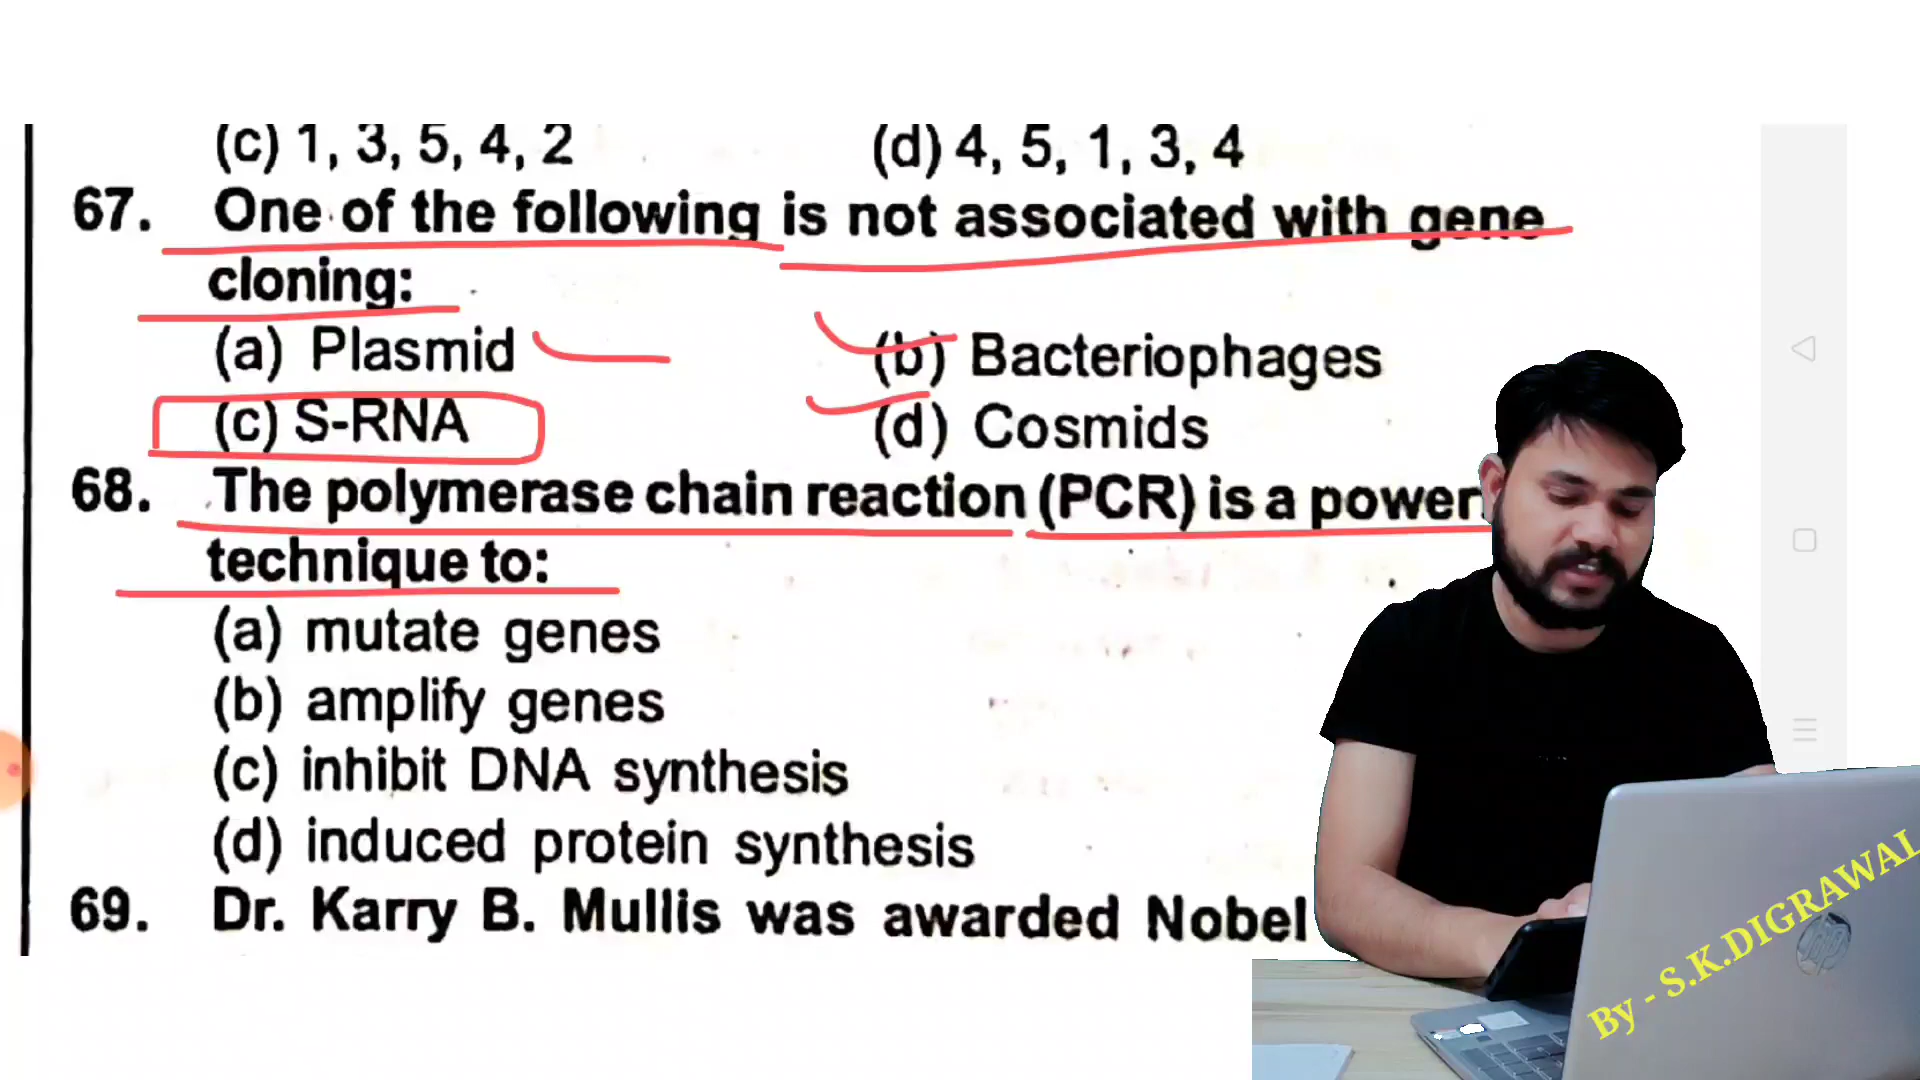 (c) 1, 3, 5, 4, 2 (d) 4, 5, 1, 3, 4
67. One of the following is not associated with gene
cloning:
(a) Plasmid (b) Bacteriophages
(c) S-RNA (d) Cosmids
68. The polymerase chain reaction (PCR) is a power
technique to:
(a) mutate genes
(b) amplify genes
(c) inhibit DNA synthesis
(d) induced protein synthesis
69. Dr. Karry B. Mullis was awarded Nobel
By - S.K.DIGRAWAL
hp